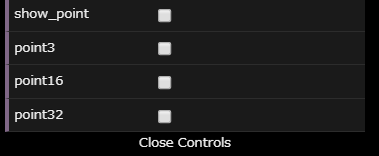 show_point
point3
point16
point32
Close Controls